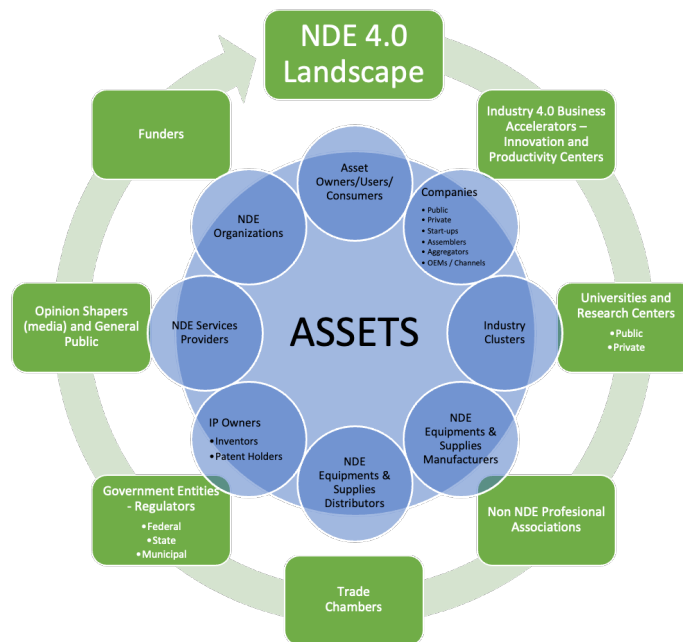 NDE 4.0
Landscape
Industry 4.0 Business
Accelerators –
Innovation and
Productivity Centers
Universities and
Research Centers
•Public
•Private
Non NDE Profesional
Associations
Trade
Chambers
Government Entities
- Regulators
•Federal
•State
•Municipal
Opinion Shapers
(media) and General
Public
Funders
Asset
Owners/Users/
Consumers
Companies
• Public
• Private
• Start-ups
• Assemblers
• Aggregators
• OEMs / Channels
Industry
Clusters
NDE
Equipments &
Supplies
Manufacturers
NDE
Equipments &
Supplies
Distributors
IP Owners
•Inventors
•Patent Holders
NDE Services
Providers
NDE
Organizations
ASSETS